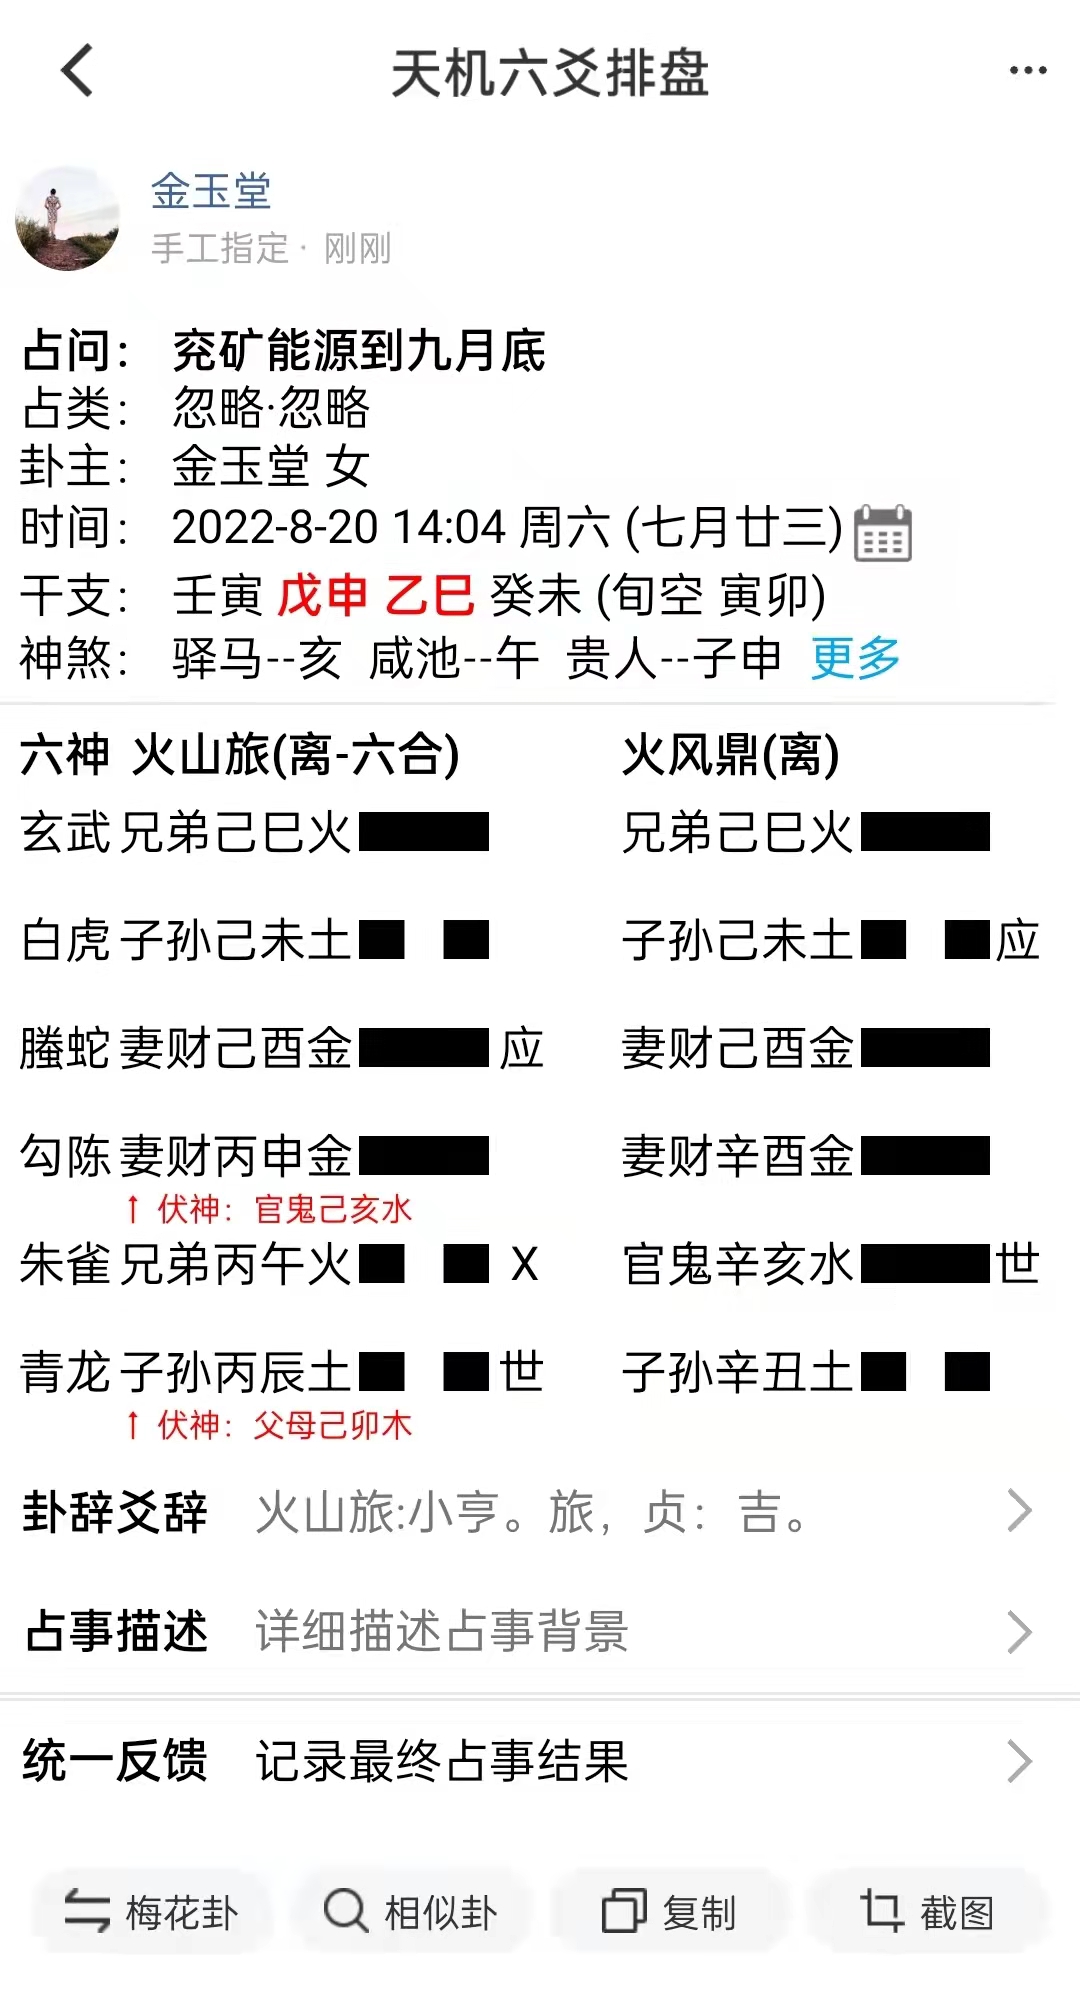 天机六爻排盘
金玉堂
手工指定· 刚刚
占问: 兖矿能源到九月底
占类: 忽略·忽略
卦主: 金玉堂 女
时间: 2022-8-20 14:04 周六 (七月廿三)
干支: 壬寅 戊申 乙巳 癸未 (旬空 寅卯)
神煞: 驿马--亥 咸池--午 贵人--子申 更多
六神 火山旅(离-六合) 火风鼎(离)
玄武 兄弟己巳火 兄弟己巳火
白虎 子孙己未土 子孙己未土 应
螣蛇 妻财己酉金 应 妻财己酉金
勾陈 妻财丙申金 妻财辛酉金
↑ 伏神: 官鬼己亥水
朱雀 兄弟丙午火 X 官鬼辛亥水 世
青龙 子孙丙辰土 世 子孙辛丑土
↑ 伏神: 父母己卯木
卦辞爻辞 火山旅:小亨。旅，贞: 吉。
占事描述 详细描述占事背景
统一反馈 记录最终占事结果
梅花卦 相似卦 复制 截图